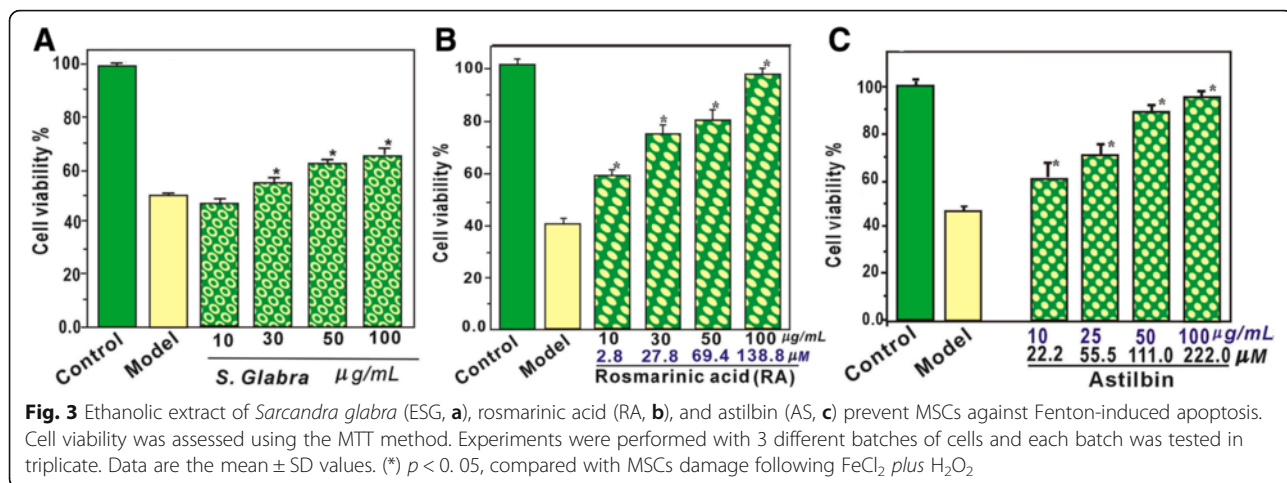 A
Cell viability %
100
80
60
40
20
0.0
Control
Model
10 30 50 100
S. Glabra μg/mL
B
Cell viability %
100
80
60
40
20
0.0
Control
Model
10 30 50 100 μg/mL
2.8 27.8 69.4 138.8 μM
Rosmarinic acid (RA)
C
Cell viability %
100
80
60
40
20
0.0
Control
Model
10 25 50 100 μg/mL
22.2 55.5 111.0 222.0 μM
Astilbin
* * *
* * * *
* * * *
Fig. 3 Ethanolic extract of Sarcandra glabra (ESG, a), rosmarinic acid (RA, b), and astilbin (AS, c) prevent MSCs against Fenton-induced apoptosis.
Cell viability was assessed using the MTT method. Experiments were performed with 3 different batches of cells and each batch was tested in
triplicate. Data are the mean ± SD values. (*) p < 0. 05, compared with MSCs damage following FeCl₂ plus H₂O₂